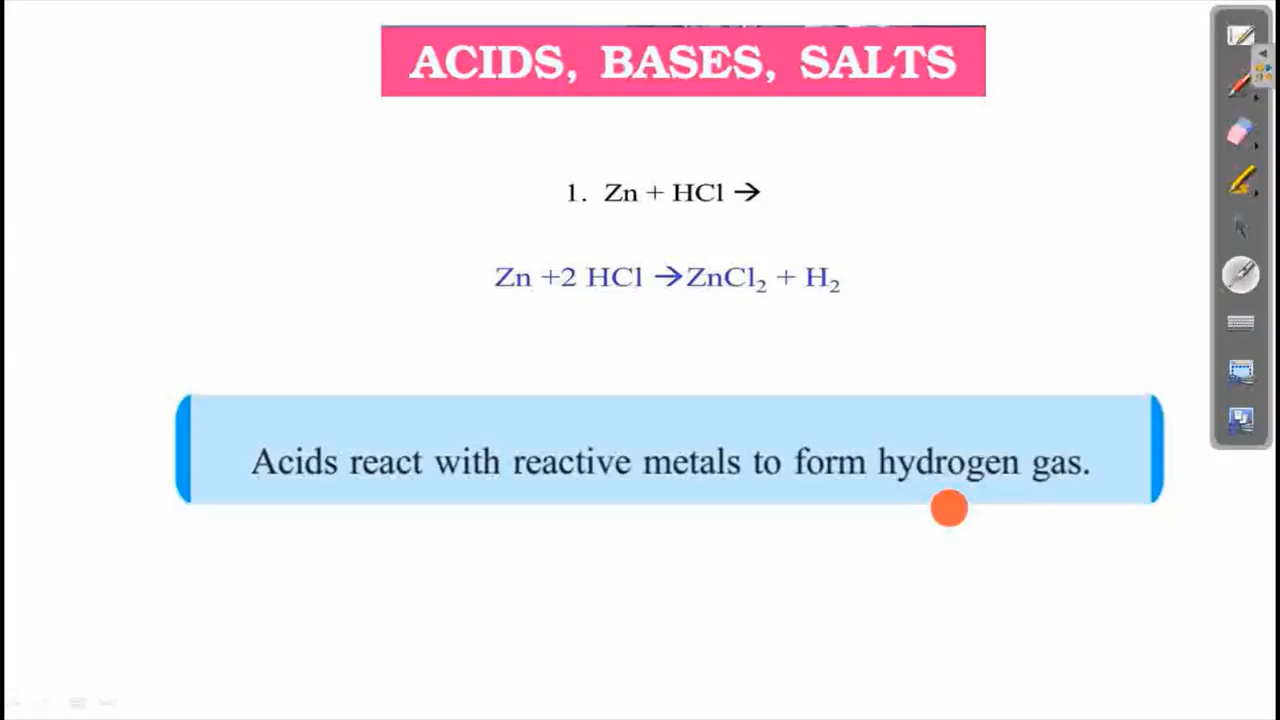 ACIDS, BASES, SALTS
1. Zn + HCl →
Zn +2 HCl →ZnCl₂ + H₂
Acids react with reactive metals to form hydrogen gas.